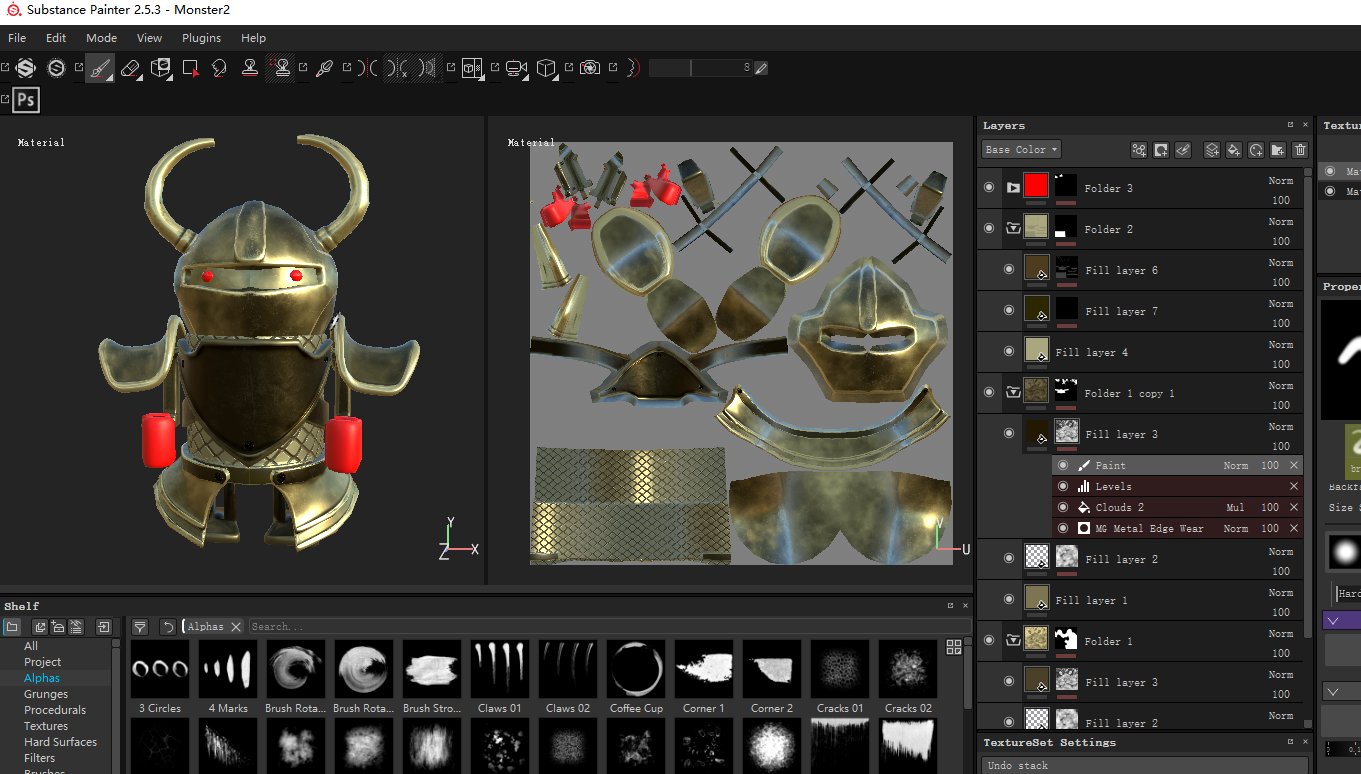 Substance Painter 2.5.3 - Monster2
File Edit Mode View Plugins Help
S
Ps
Material
Material
Y
Z X
V
U
Layers
Base Color
Folder 3 Norm 100
Folder 2 Norm 100
Fill layer 6 Norm 100
Fill layer 7 Norm 100
Fill layer 4 Norm 100
Folder 1 copy 1 Norm 100
Fill layer 3 Norm 100
Paint Norm 100
Levels
Clouds 2 Mul 100
MG Metal Edge Wear Norm 100
Fill layer 2 Norm 100
Fill layer 1 Norm 100
Folder 1 Norm 100
Fill layer 3 Norm 100
Fill layer 2 Norm
TextureSet Settings
Undo stack
Textur
Ma
Ma
Proper
br
Backf
Size S
Hard
Shelf
Alphas Search...
All
Project
Alphas
Grunges
Procedurals
Textures
Hard Surfaces
Filters
Brushes
3 Circles 4 Marks Brush Rota... Brush Rota... Brush Stro... Claws 01 Claws 02 Coffee Cup Corner 1 Corner 2 Cracks 01 Cracks 02